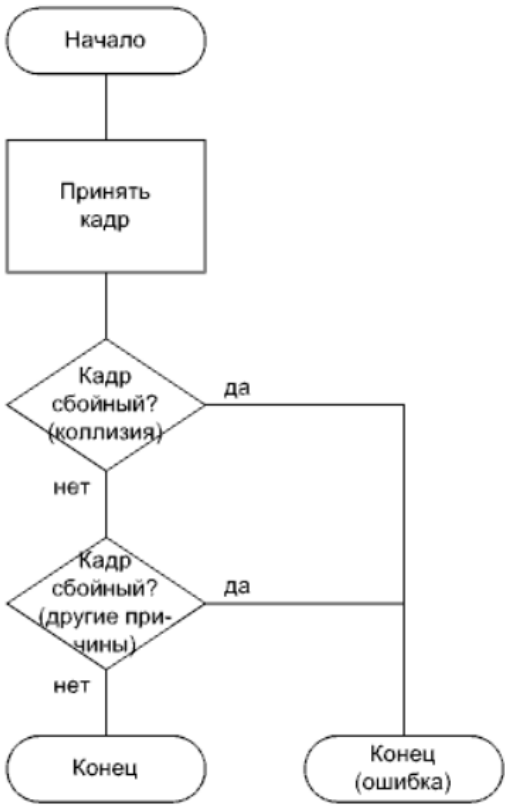 Начало
Принять
кадр
Кадр
сбойный?
(коллизия)
да
нет
Кадр
сбойный?
(другие при-
чины)
да
нет
Конец
Конец
(ошибка)